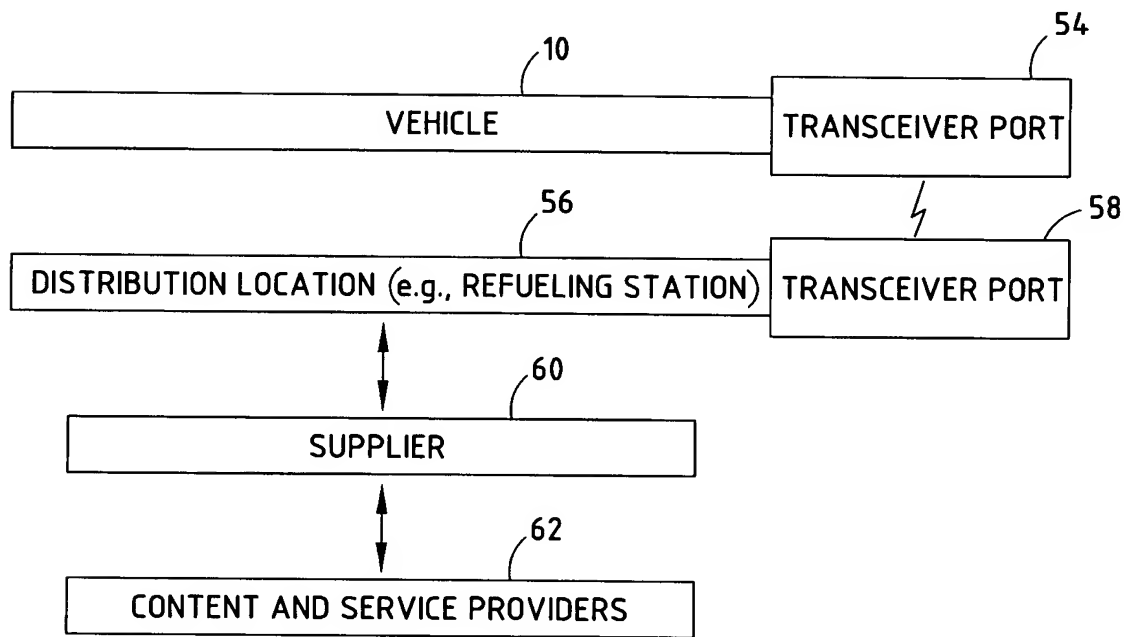 10
54
VEHICLE
TRANSCEIVER PORT
56
58
DISTRIBUTION LOCATION (e.g., REFUELING STATION)
TRANSCEIVER PORT
60
SUPPLIER
62
CONTENT AND SERVICE PROVIDERS